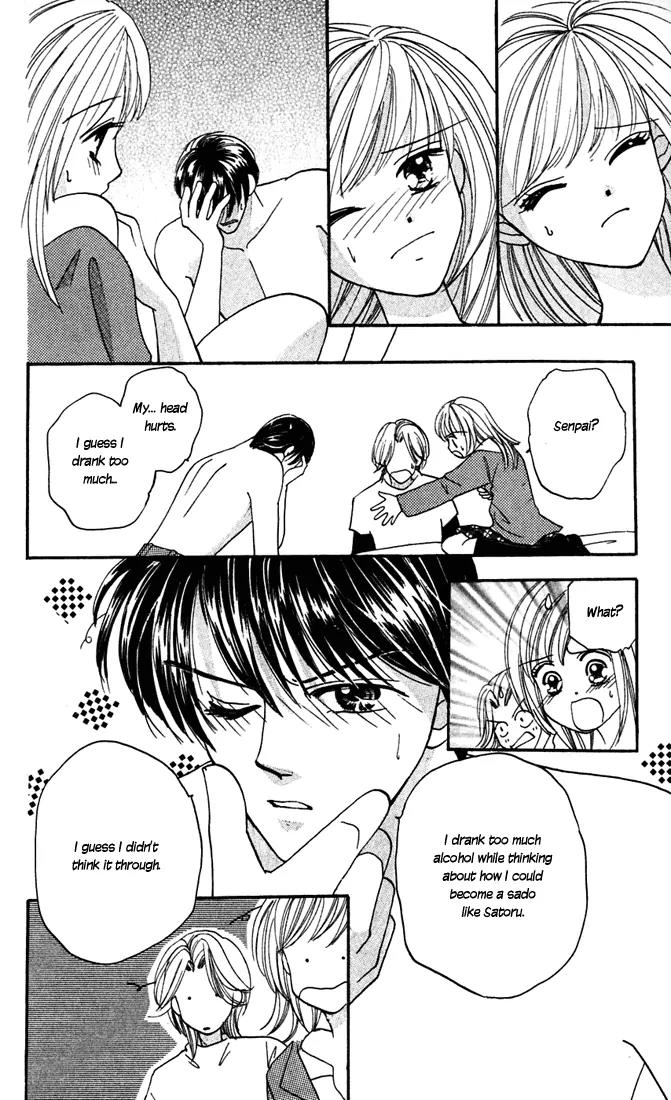 Senpai?
My... head
hurts.
I guess I
drank too
much..
What?
I drank too much
alcohol while thinking
about how I could
become a sado
like Satoru.
I guess I didn't
think it through.